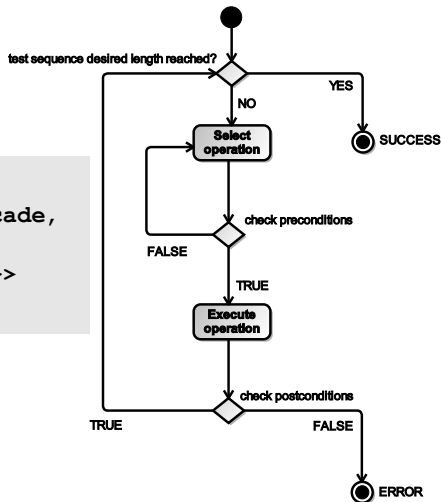 test sequence desired length reached?
YES
NO
Select
operation
SUCCESS
check preconditions
FALSE
TRUE
Execute
operation
check postconditions
TRUE
FALSE
ERROR